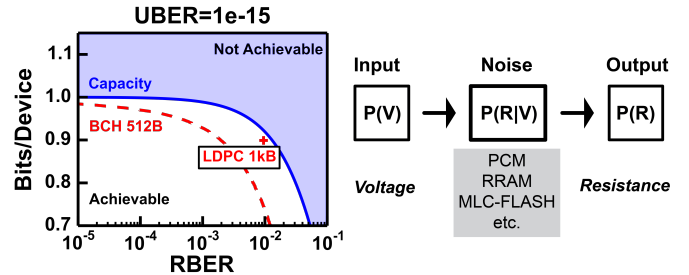 UBER=1e-15
Not Achievable
Capacity
BCH 512B
LDPC 1kB
Achievable
Bits/Device
1.1
1.0
0.9
0.8
0.7
10^-5
10^-4
10^-3
10^-2
10^-1
RBER
Input
Noise
Output
P(V)
P(R|V)
P(R)
Voltage
PCM
RRAM
MLC-FLASH
etc.
Resistance